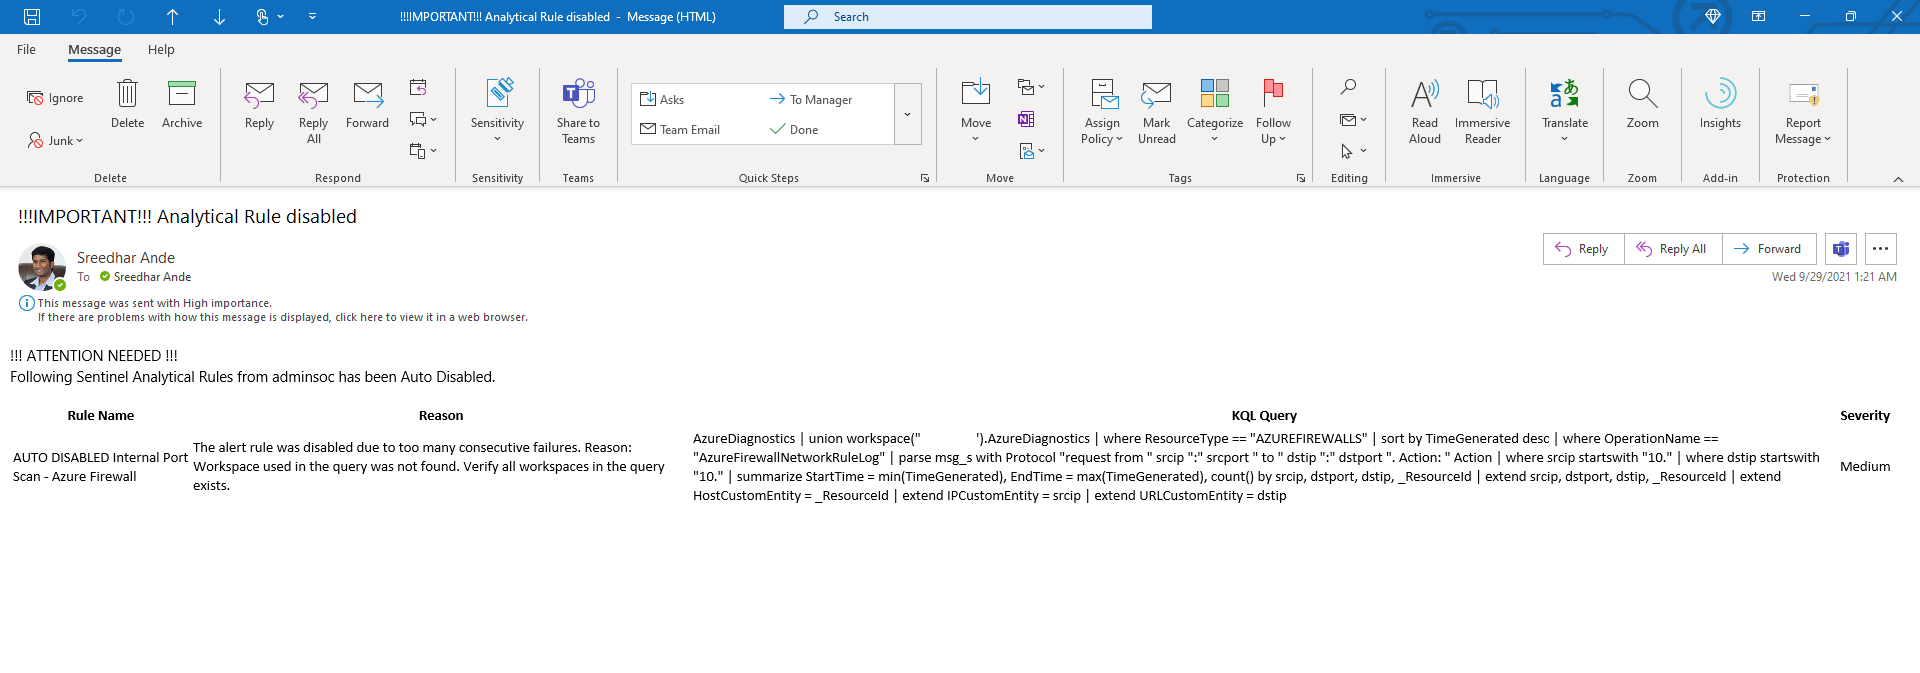 !!!IMPORTANT!!! Analytical Rule disabled - Message (HTML)
Search
File
Message
Help
Ignore
Junk
Delete
Archive
Delete
Reply
Reply All
Forward
Respond
Sensitivity
Sensitivity
Share to Teams
Teams
Asks
To Manager
Team Email
Done
Quick Steps
Move
Move
Assign Policy
Mark Unread
Categorize
Follow Up
Tags
Editing
Read Aloud
Immersive Reader
Immersive
Translate
Language
Zoom
Zoom
Insights
Add-in
Report Message
Protection
!!!IMPORTANT!!! Analytical Rule disabled
Sreedhar Ande
To Sreedhar Ande
Reply
Reply All
Forward
Wed 9/29/2021 1:21 AM
This message was sent with High importance.
If there are problems with how this message is displayed, click here to view it in a web browser.
!!! ATTENTION NEEDED !!!
Following Sentinel Analytical Rules from adminsoc has been Auto Disabled.
Rule Name
Reason
KQL Query
Severity
AUTO DISABLED Internal Port
Scan - Azure Firewall
The alert rule was disabled due to too many consecutive failures. Reason:
Workspace used in the query was not found. Verify all workspaces in the query
exists.
AzureDiagnostics | union workspace(" ').AzureDiagnostics | where ResourceType == "AZUREFIREWALLS" | sort by TimeGenerated desc | where OperationName ==
"AzureFirewallNetworkRuleLog" | parse msg_s with Protocol "request from " srcip ":" srcport " to " dstip ":" dstport ". Action: " Action | where srcip startswith "10." | where dstip startswith
"10." | summarize StartTime = min(TimeGenerated), EndTime = max(TimeGenerated), count() by srcip, dstport, dstip, _ResourceId | extend srcip, dstport, dstip, _ResourceId | extend
HostCustomEntity = _ResourceId | extend IPCustomEntity = srcip | extend URLCustomEntity = dstip
Medium